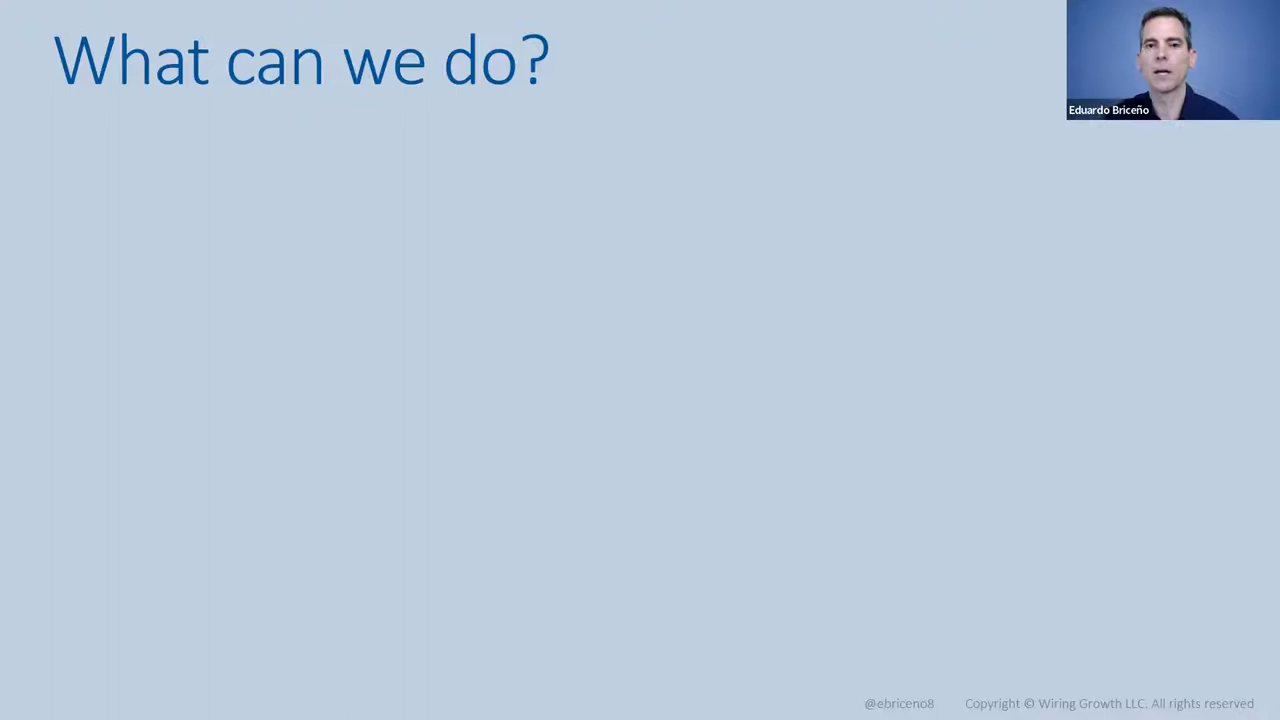 What can we do?
Eduardo Briceño
@ebriceno8 Copyright © Wiring Growth LLC. All rights reserved